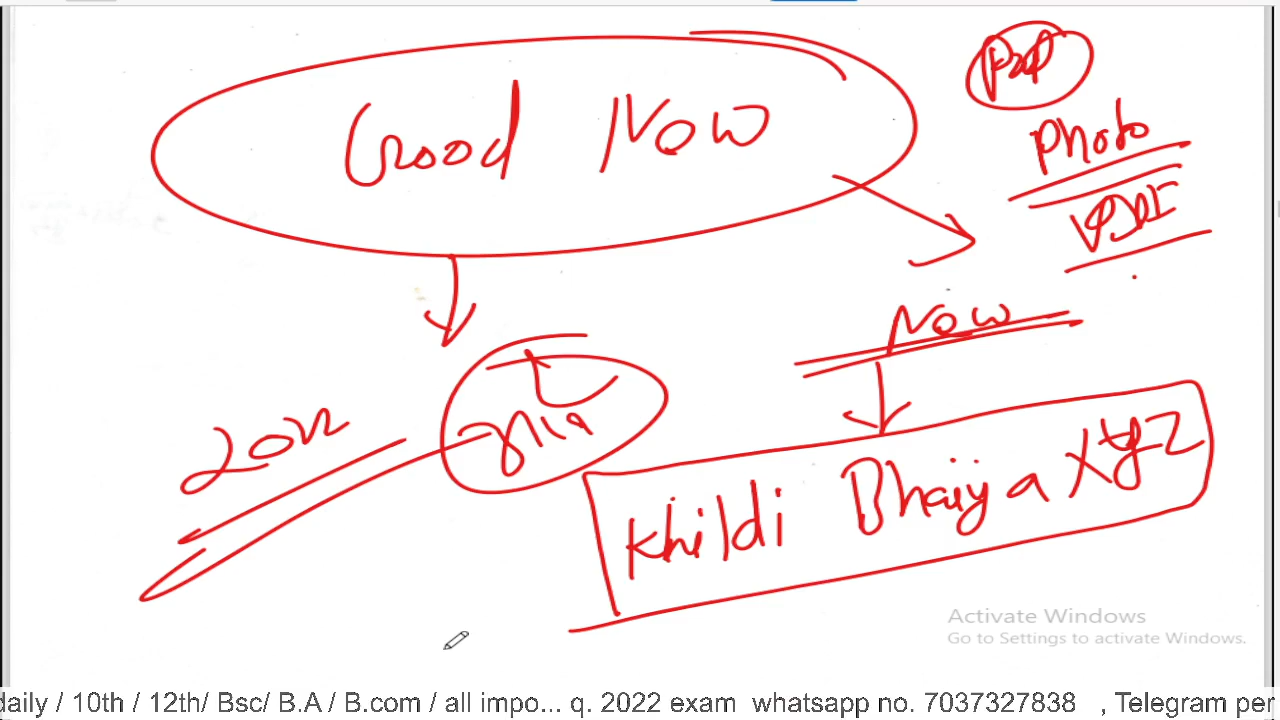 Good Now
Photo
Now
2022
Khildi Bhaiya XYZ
Activate Windows
Go to Settings to activate Windows.
daily / 10th / 12th/ Bsc/ B.A / B.com / all impo... q. 2022 exam whatsapp no. 7037327838 , Telegram per